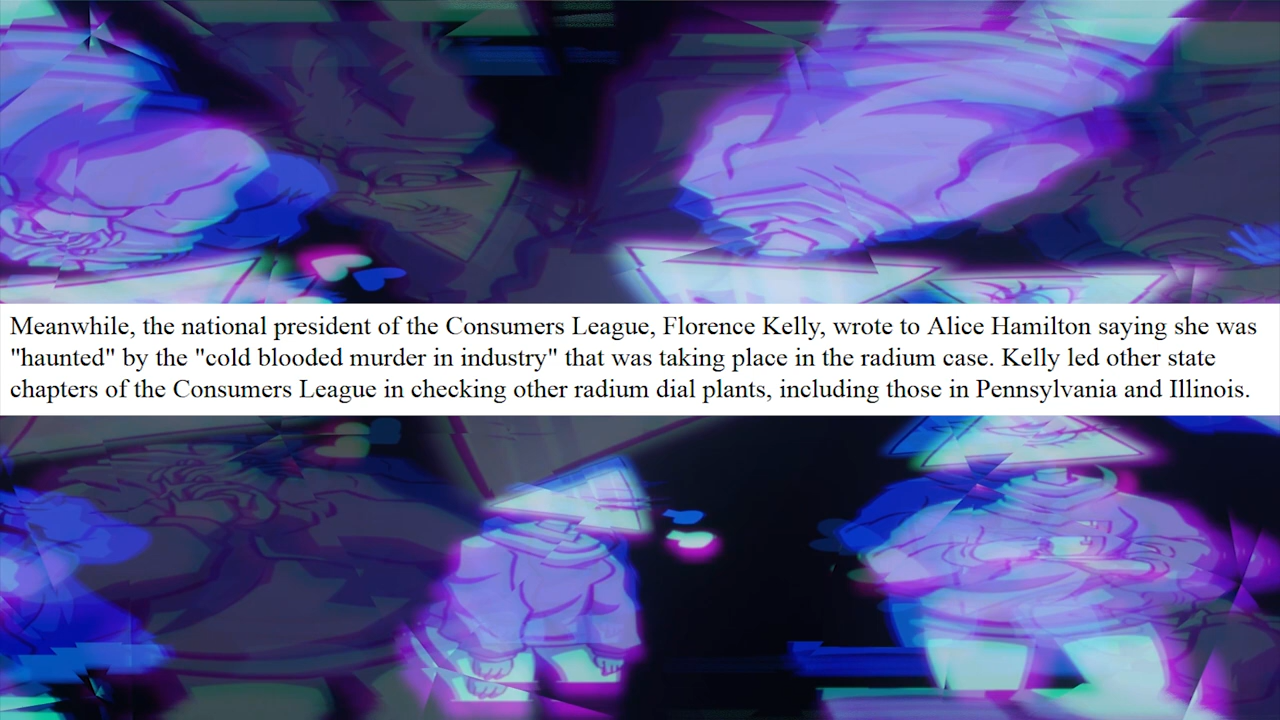 Meanwhile, the national president of the Consumers League, Florence Kelly, wrote to Alice Hamilton saying she was
"haunted" by the "cold blooded murder in industry" that was taking place in the radium case. Kelly led other state
chapters of the Consumers League in checking other radium dial plants, including those in Pennsylvania and Illinois.